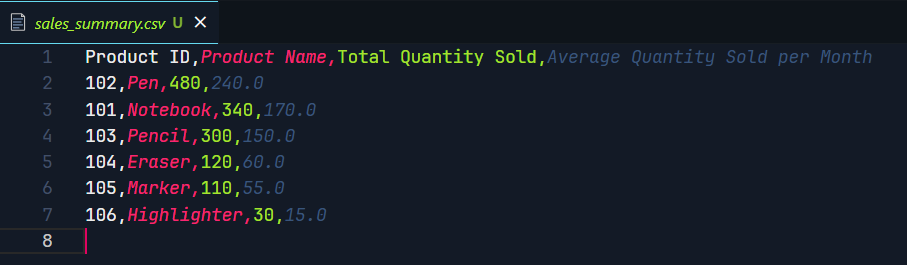 sales_summary.csv U ×
1 Product ID,Product Name,Total Quantity Sold,Average Quantity Sold per Month
2 102,Pen,480,240.0
3 101,Notebook,340,170.0
4 103,Pencil,300,150.0
5 104,Eraser,120,60.0
6 105,Marker,110,55.0
7 106,Highlighter,30,15.0
8